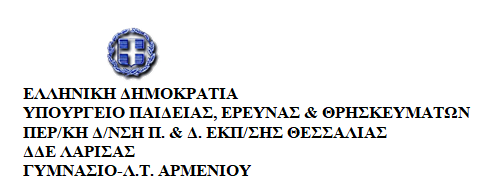 ΕΛΛΗΝΙΚΗ ΔΗΜΟΚΡΑΤΙΑ
ΥΠΟΥΡΓΕΙΟ ΠΑΙΔΕΙΑΣ, ΕΡΕΥΝΑΣ & ΘΡΗΣΚΕΥΜΑΤΩΝ
ΠΕΡ/ΚΗ Δ/ΝΣΗ Π. & Δ. ΕΚΠ/ΣΗΣ ΘΕΣΣΑΛΙΑΣ
ΔΔΕ ΛΑΡΙΣΑΣ
ΓΥΜΝΑΣΙΟ-Λ.Τ. ΑΡΜΕΝΙΟΥ